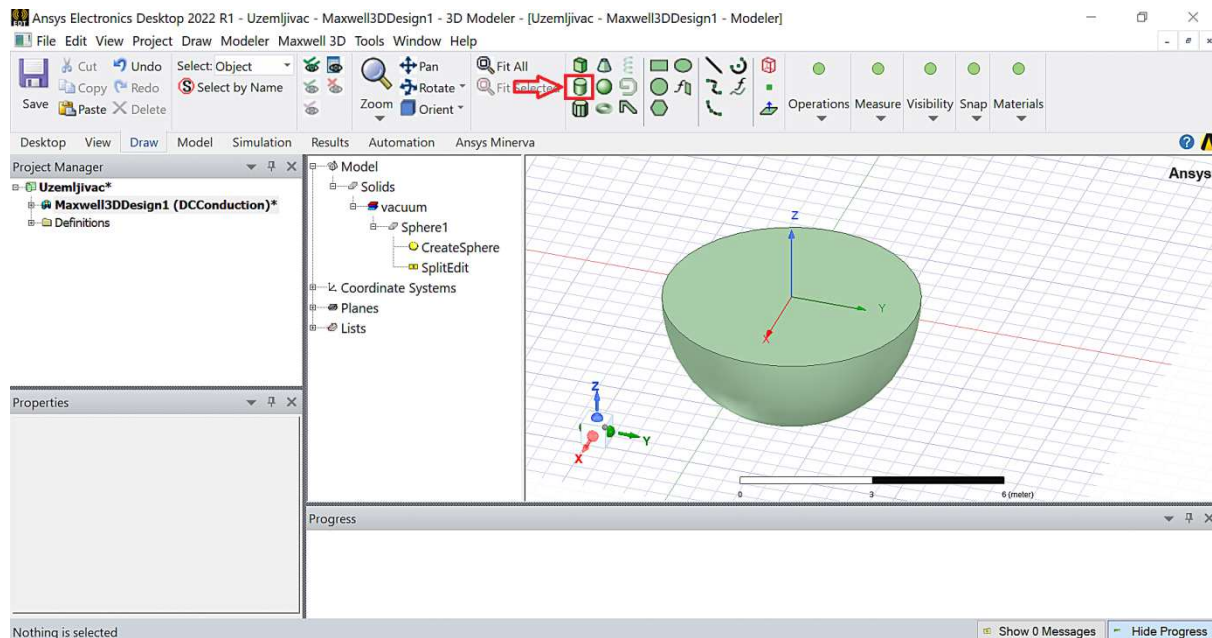 Ansys Electronics Desktop 2022 R1 - Uzemljivac - Maxwell3DDesign1 - 3D Modeler - [Uzemljivac - Maxwell3DDesign1 - Modeler]
File Edit View Project Draw Modeler Maxwell 3D Tools Window Help
Save
Cut Undo
Copy Redo
Paste Delete
Select: Object
Select by Name
Zoom
Pan
Rotate
Orient
Fit All
Fit Selected
Operations Measure Visibility Snap Materials
Desktop View Draw Model Simulation Results Automation Ansys Minerva
Project Manager
Uzemljivac*
Maxwell3DDesign1 (DCConduction)*
Definitions
Properties
Model
Solids
vacuum
Sphere1
CreateSphere
SplitEdit
Coordinate Systems
Planes
Lists
Ansys
Z
Y
X
Z
Y
X
0 3 6 (meter)
Progress
Nothing is selected
Show 0 Messages Hide Progress